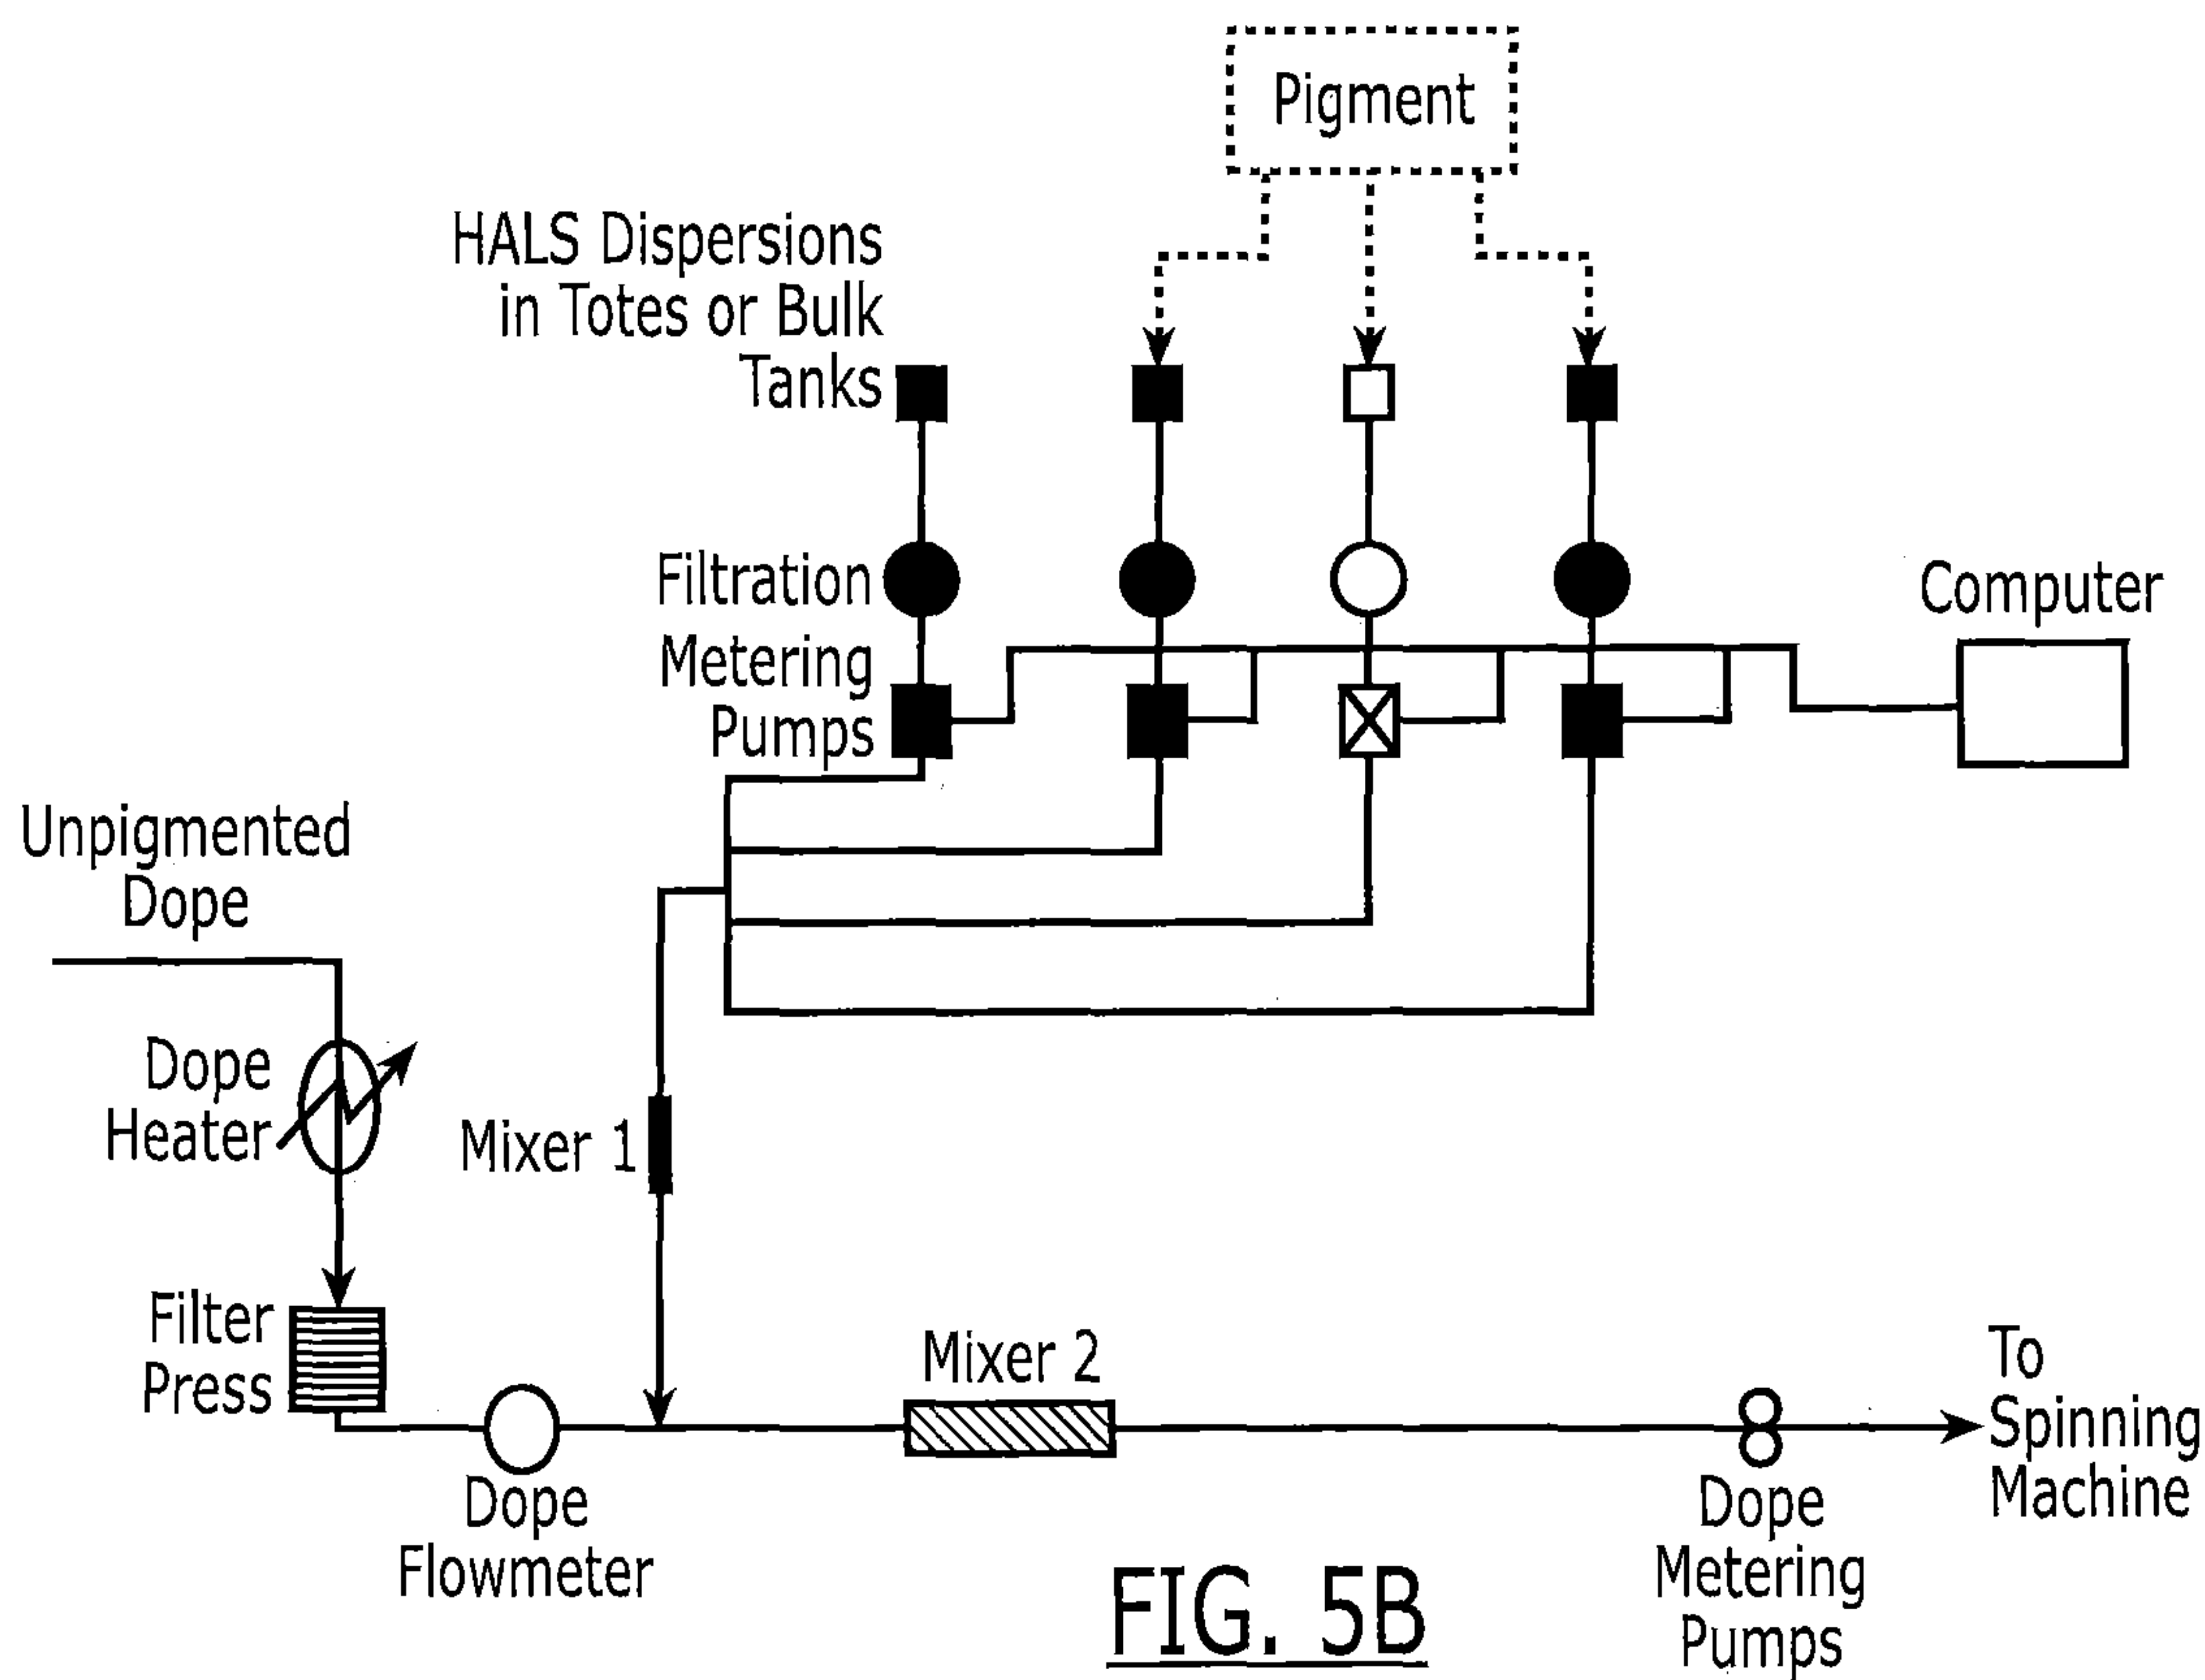 Pigment
HALS Dispersions
in Totes or Bulk
Tanks
Filtration
Metering
Pumps
Computer
Unpigmented
Dope
Dope
Heater
Mixer 1
Filter
Press
Mixer 2
To
Spinning
Machine
Dope
Flowmeter
Dope
Metering
Pumps
FIG. 5B